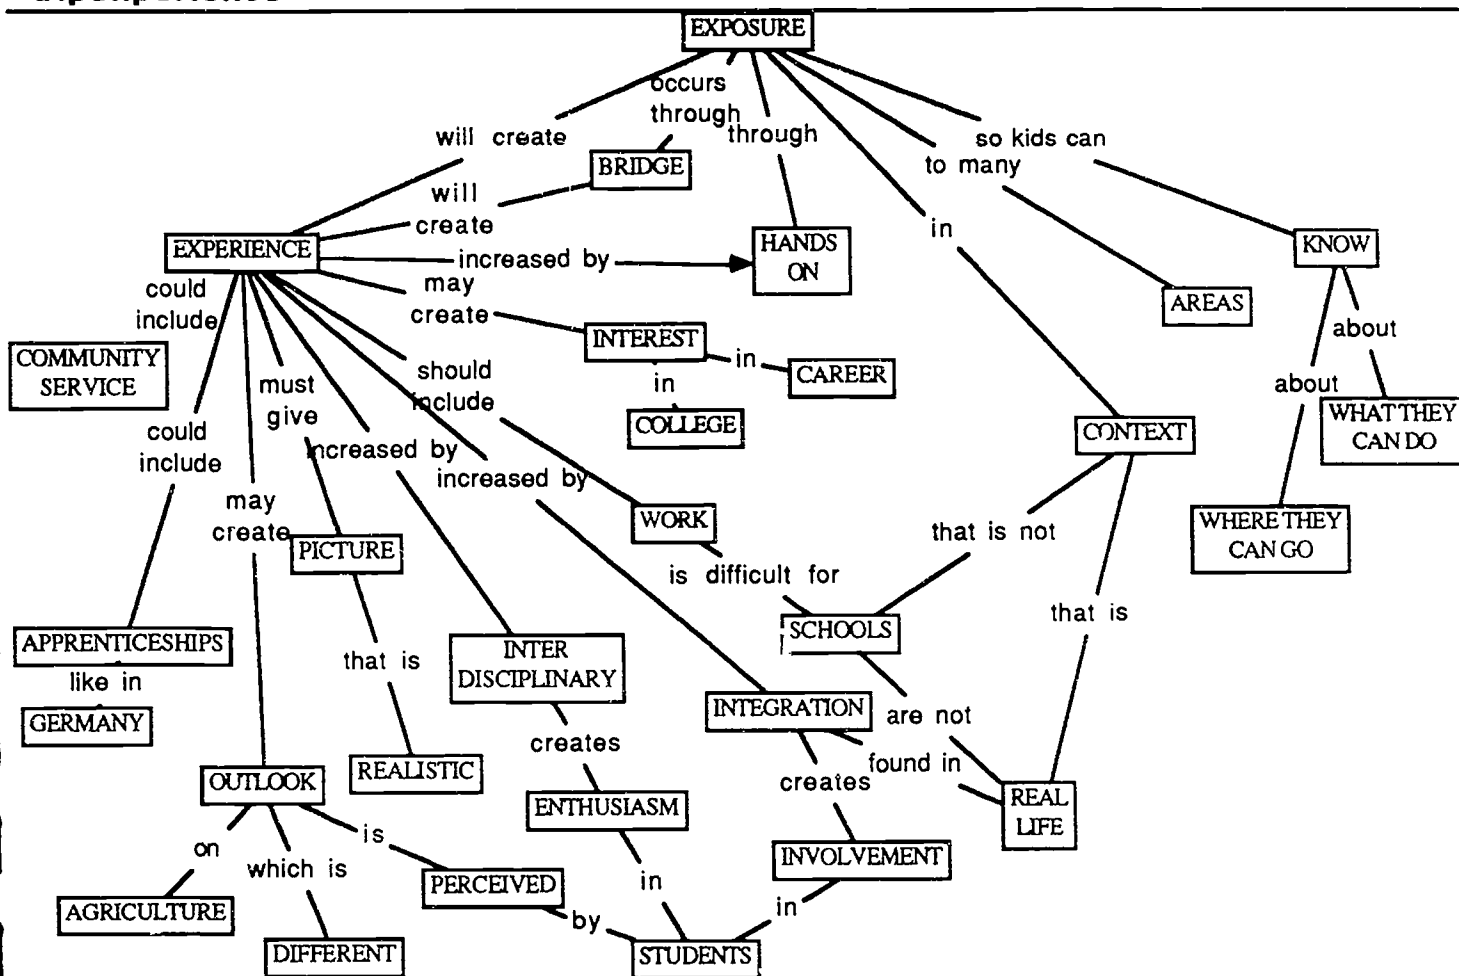 EXPOSURE
occurs
through
through
will create
so kids can
to many
BRIDGE
will
create
in
EXPERIENCE
increased by
HANDS
ON
KNOW
could
include
may
create
AREAS
INTEREST
about
COMMUNITY
SERVICE
must
give
should
include
in
in
CAREER
about
COLLEGE
WHAT THEY
CAN DO
CONTEXT
could
include
increased by
increased by
may
create
WORK
that is not
WHERE THEY
CAN GO
PICTURE
is difficult for
that is
APPRENTICESHIPS
SCHOOLS
like in
that is
INTER
DISCIPLINARY
GERMANY
INTEGRATION
are not
creates
found in
OUTLOOK
REALISTIC
creates
REAL
LIFE
ENTHUSIASM
is
on
which is
INVOLVEMENT
PERCEIVED
in
in
AGRICULTURE
by
DIFFERENT
STUDENTS